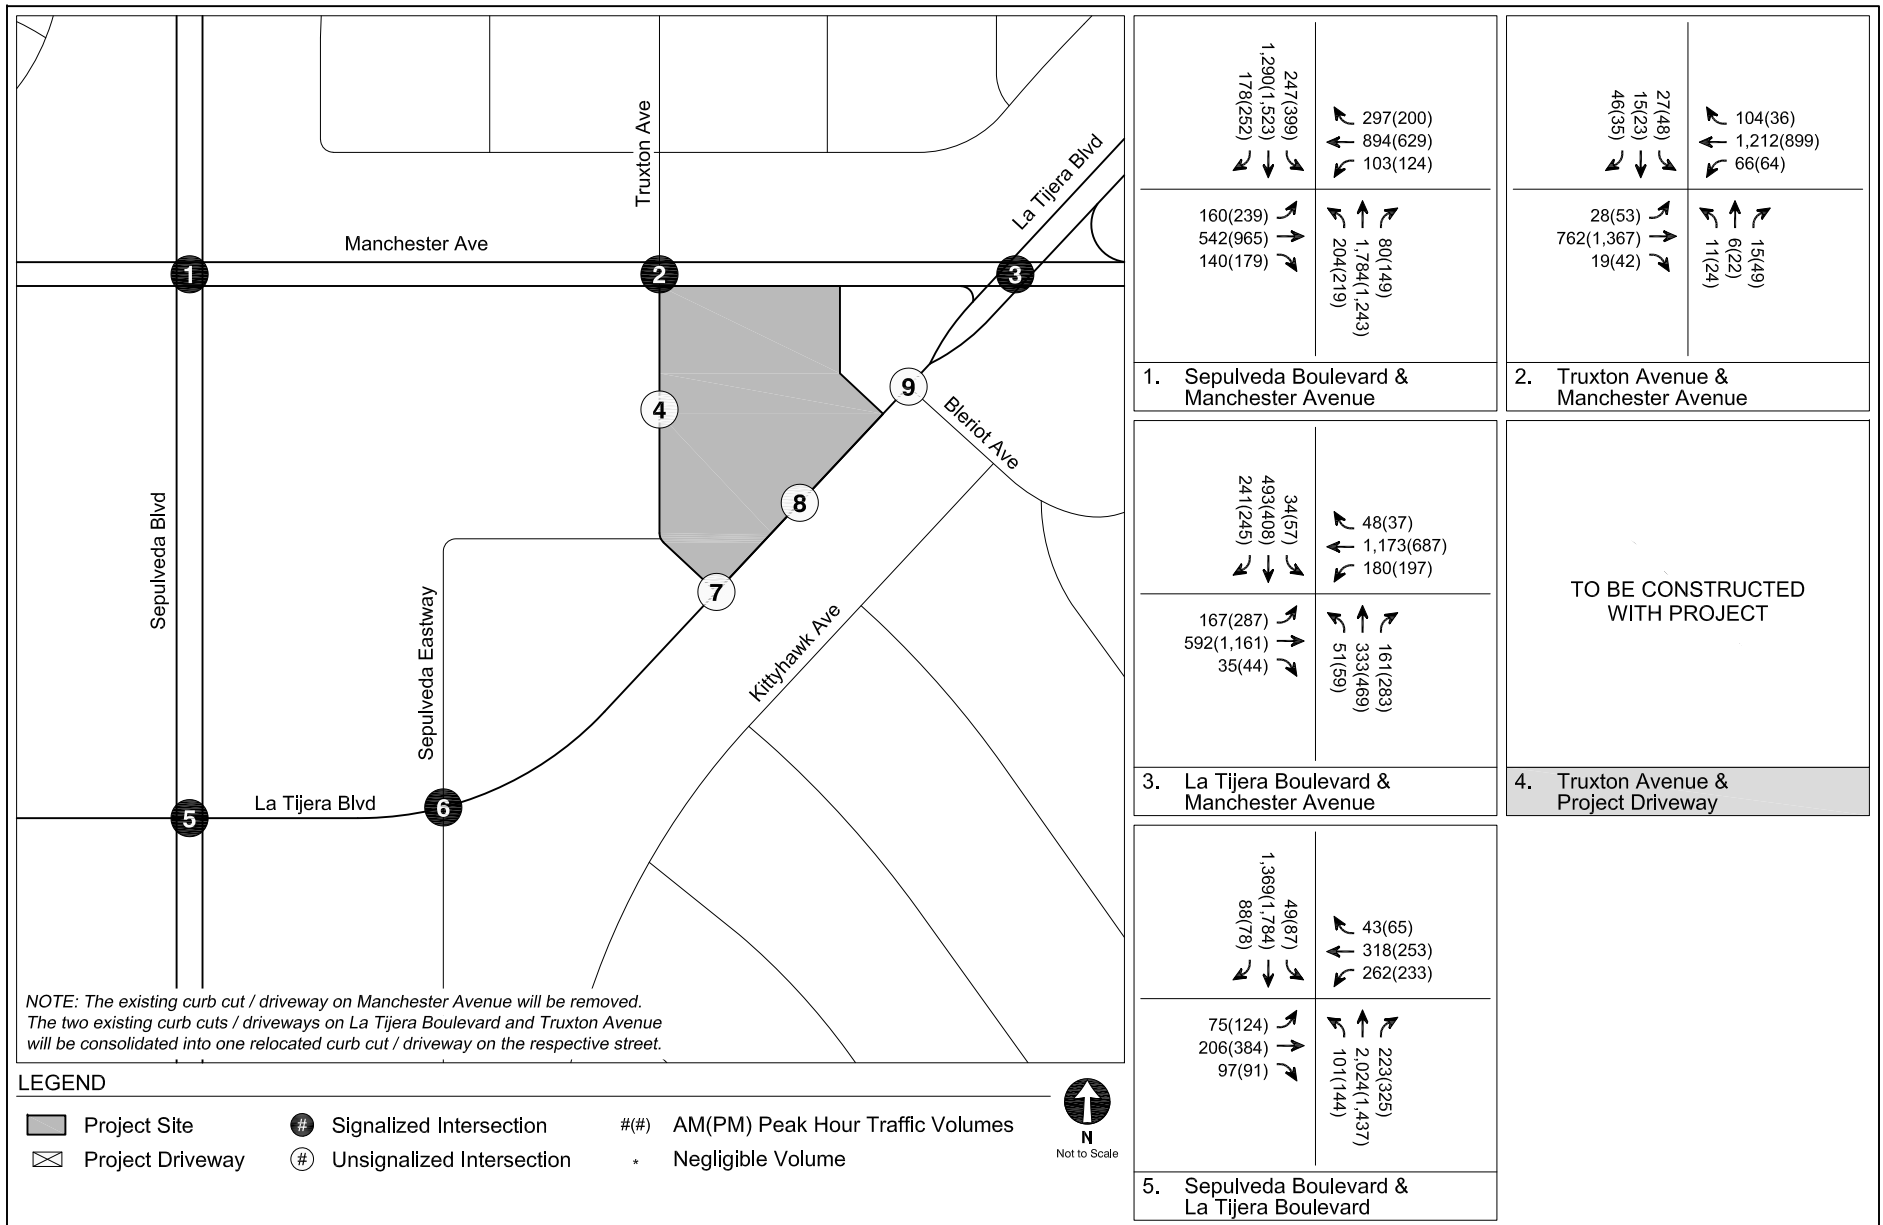 Truxton Ave
La Tijera Blvd
Manchester Ave
1
2
3
4
9
Bleriot Ave
8
Sepulveda Blvd
7
Sepulveda Eastway
Kittyhawk Ave
La Tijera Blvd
5
6
NOTE: The existing curb cut / driveway on Manchester Avenue will be removed.
The two existing curb cuts / driveways on La Tijera Boulevard and Truxton Avenue
will be consolidated into one relocated curb cut / driveway on the respective street.
LEGEND
Project Site
Project Driveway
# Signalized Intersection
# Unsignalized Intersection
#(#) AM(PM) Peak Hour Traffic Volumes
* Negligible Volume
N
Not to Scale
178(252)
1,290(1,523)
247(399)
297(200)
894(629)
103(124)
160(239)
542(965)
140(179)
204(219)
1,784(1,243)
80(149)
1. Sepulveda Boulevard &
Manchester Avenue
46(35)
15(23)
27(48)
104(36)
1,212(899)
66(64)
28(53)
762(1,367)
19(42)
11(24)
6(22)
15(49)
2. Truxton Avenue &
Manchester Avenue
241(245)
493(408)
34(57)
48(37)
1,173(687)
180(197)
167(287)
592(1,161)
35(44)
51(59)
333(469)
161(283)
3. La Tijera Boulevard &
Manchester Avenue
TO BE CONSTRUCTED
WITH PROJECT
4. Truxton Avenue &
Project Driveway
88(78)
1,369(1,784)
49(87)
43(65)
318(253)
262(233)
75(124)
206(384)
97(91)
101(144)
2,024(1,437)
223(325)
5. Sepulveda Boulevard &
La Tijera Boulevard